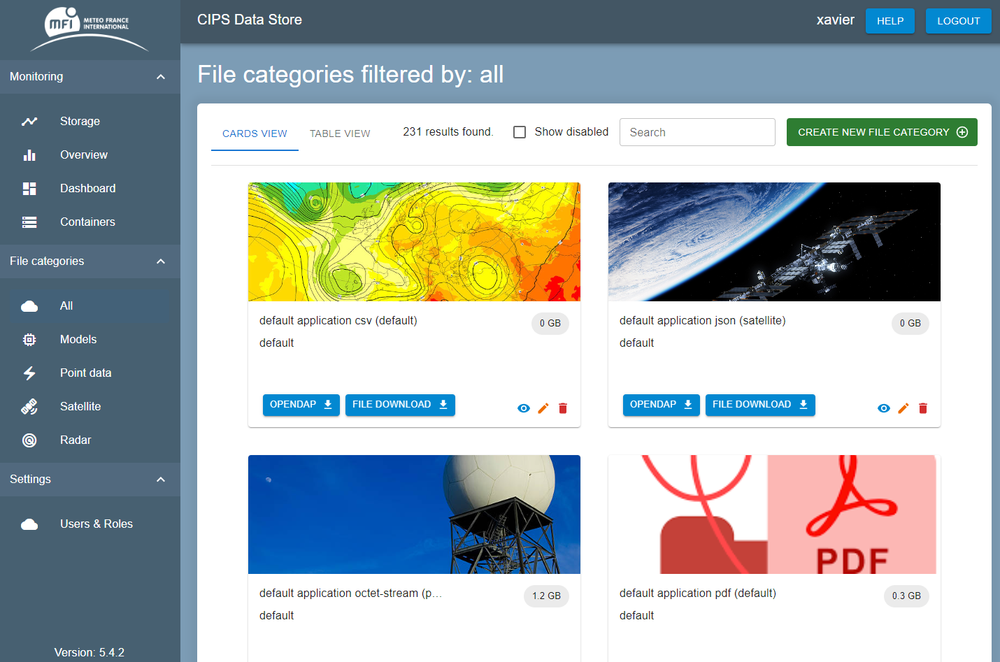 mfi METEO FRANCE
INTERNATIONAL
CIPS Data Store
xavier
HELP
LOGOUT
Monitoring
Storage
Overview
Dashboard
Containers
File categories
All
Models
Point data
Satellite
Radar
Settings
Users & Roles
Version: 5.4.2
File categories filtered by: all
CARDS VIEW
TABLE VIEW
231 results found.
Show disabled
Search
CREATE NEW FILE CATEGORY
default application csv (default)
0 GB
default
OPENDAP
FILE DOWNLOAD
default application json (satellite)
0 GB
default
OPENDAP
FILE DOWNLOAD
default application octet-stream (p...
1.2 GB
default
PDF
default application pdf (default)
0.3 GB
default